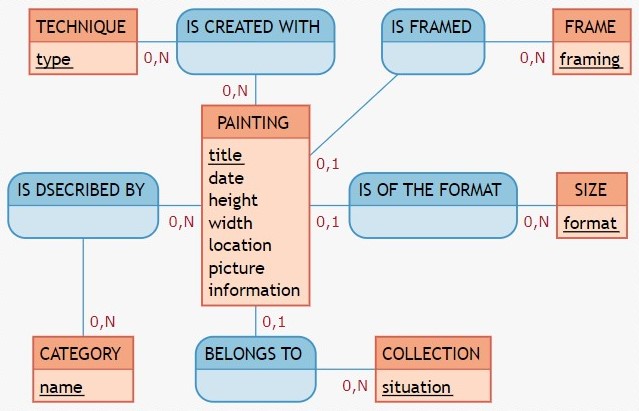 TECHNIQUE
type
0,N
IS CREATED WITH
0,N
IS FRAMED
0,N
FRAME
framing
PAINTING
title
date
height
width
location
picture
information
0,1
IS DSECRIBED BY
0,N
0,1
IS OF THE FORMAT
0,N
SIZE
format
0,N
0,1
CATEGORY
name
BELONGS TO
0,N
COLLECTION
situation